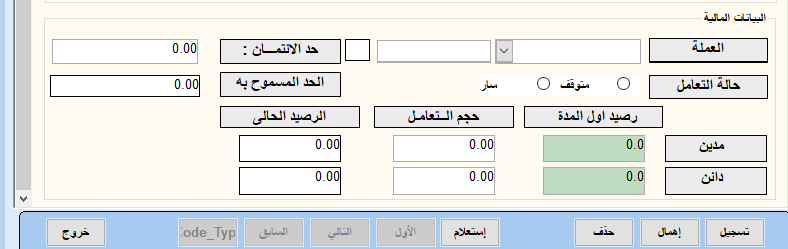 البيانات المالية
العملة حد الائتمـــان : 0.00
حالة التعامل متوقف سار الحد المسموح به 0.00
رصيد اول المدة حجم الــتعامـل الرصيد الحالى
مدين 0.0 0.00 0.00
دائن 0.0 0.00 0.00
تسجيل إهمال حذف إستعلام الأول التالي السابق Code_Typ خروج